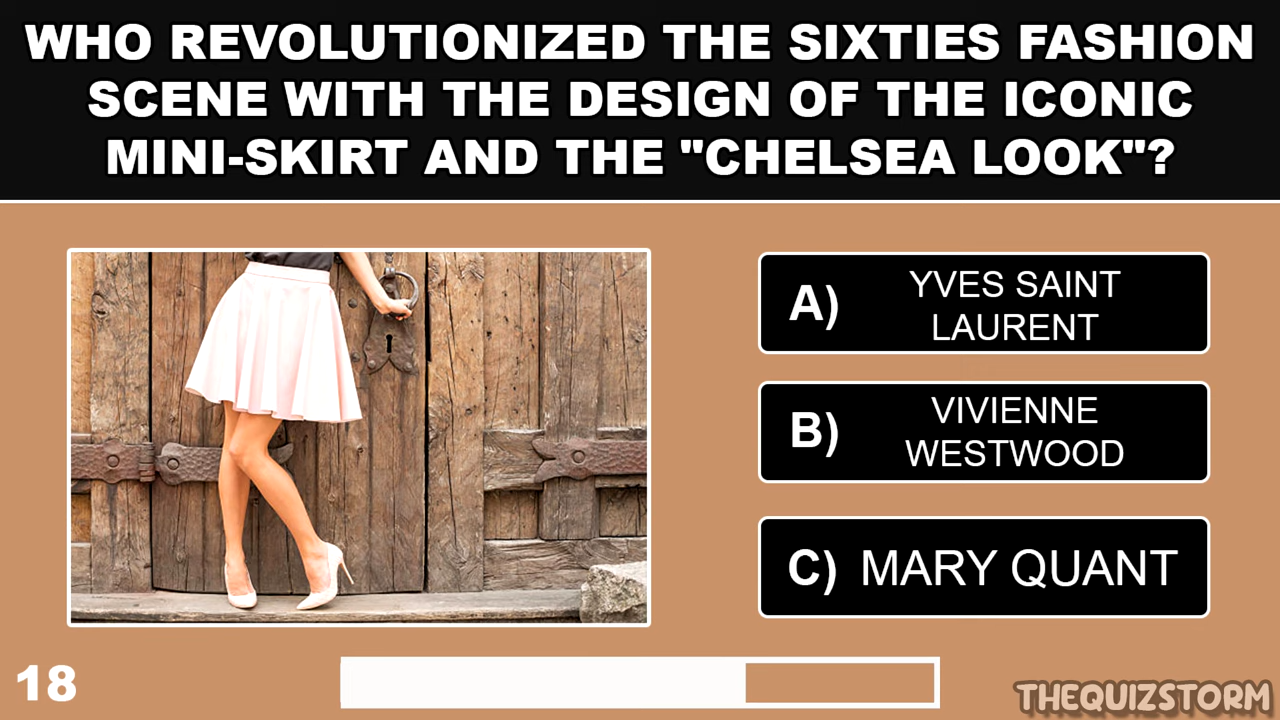 WHO REVOLUTIONIZED THE SIXTIES FASHION
SCENE WITH THE DESIGN OF THE ICONIC
MINI-SKIRT AND THE "CHELSEA LOOK"?
A) YVES SAINT
LAURENT
B) VIVIENNE
WESTWOOD
C) MARY QUANT
18
THEQUIZSTORM